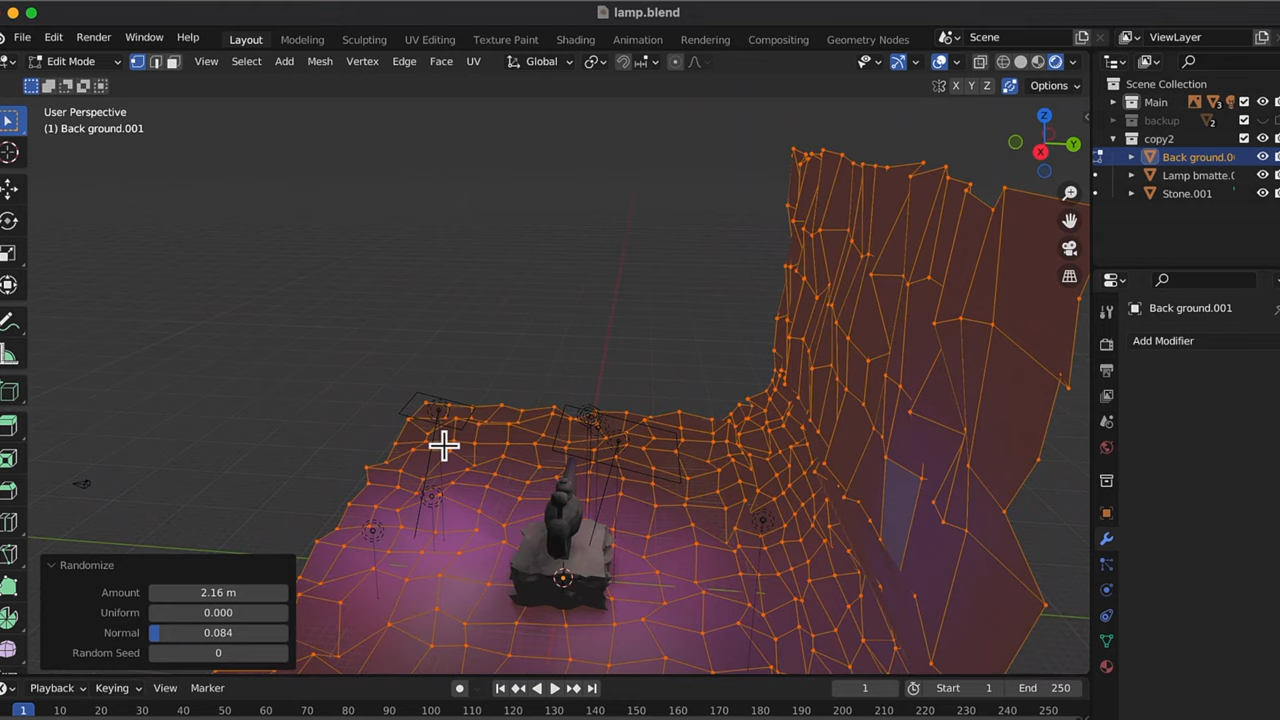 lamp.blend
File Edit Render Window Help Layout Modeling Sculpting UV Editing Texture Paint Shading Animation Rendering Compositing Geometry Nodes Scene ViewLayer
Edit Mode View Select Add Mesh Vertex Edge Face UV Global
X Y Z Options
Scene Collection
User Perspective
(1) Back ground.001
Main 3
backup 2
copy2
Back ground.0
Lamp bmatte.0
Stone.001
Z
Y
X
Back ground.001
Add Modifier
Randomize
Amount 2.16 m
Uniform 0.000
Normal 0.084
Random Seed 0
Playback Keying View Marker 1 Start 1 End 250
1 10 20 30 40 50 60 70 80 90 100 110 120 130 140 150 160 170 180 190 200 210 220 230 240 250